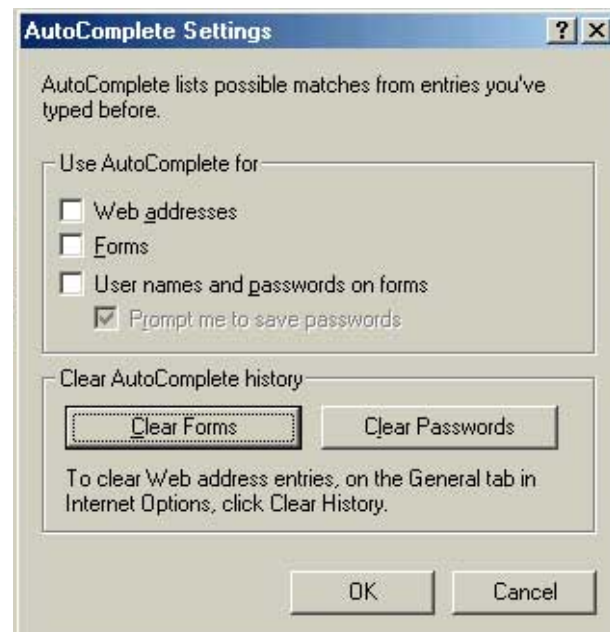 AutoComplete Settings
AutoComplete lists possible matches from entries you've
typed before.
Use AutoComplete for
Web addresses
Forms
User names and passwords on forms
Prompt me to save passwords
Clear AutoComplete history
Clear Forms
Clear Passwords
To clear Web address entries, on the General tab in
Internet Options, click Clear History.
OK
Cancel